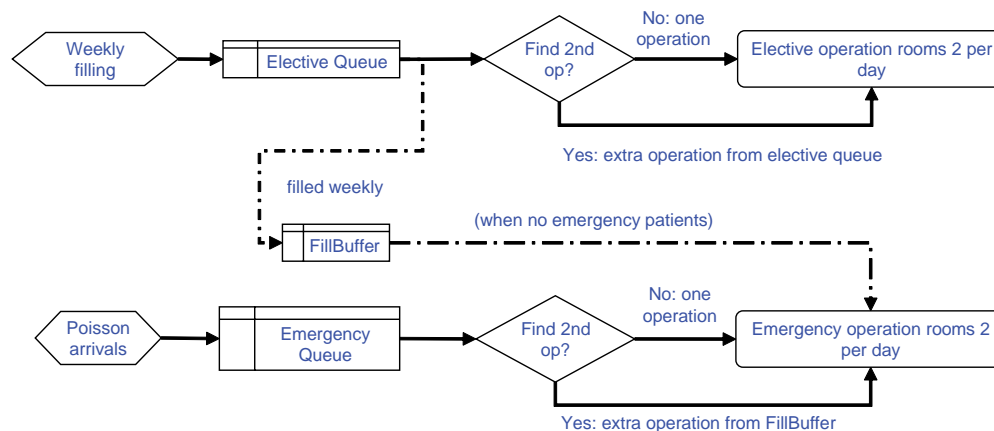 Weekly
filling
Elective Queue
Find 2nd
op?
No: one
operation
Elective operation rooms 2 per
day
Yes: extra operation from elective queue
filled weekly
(when no emergency patients)
FillBuffer
Poisson
arrivals
Emergency
Queue
Find 2nd
op?
No: one
operation
Emergency operation rooms 2
per day
Yes: extra operation from FillBuffer